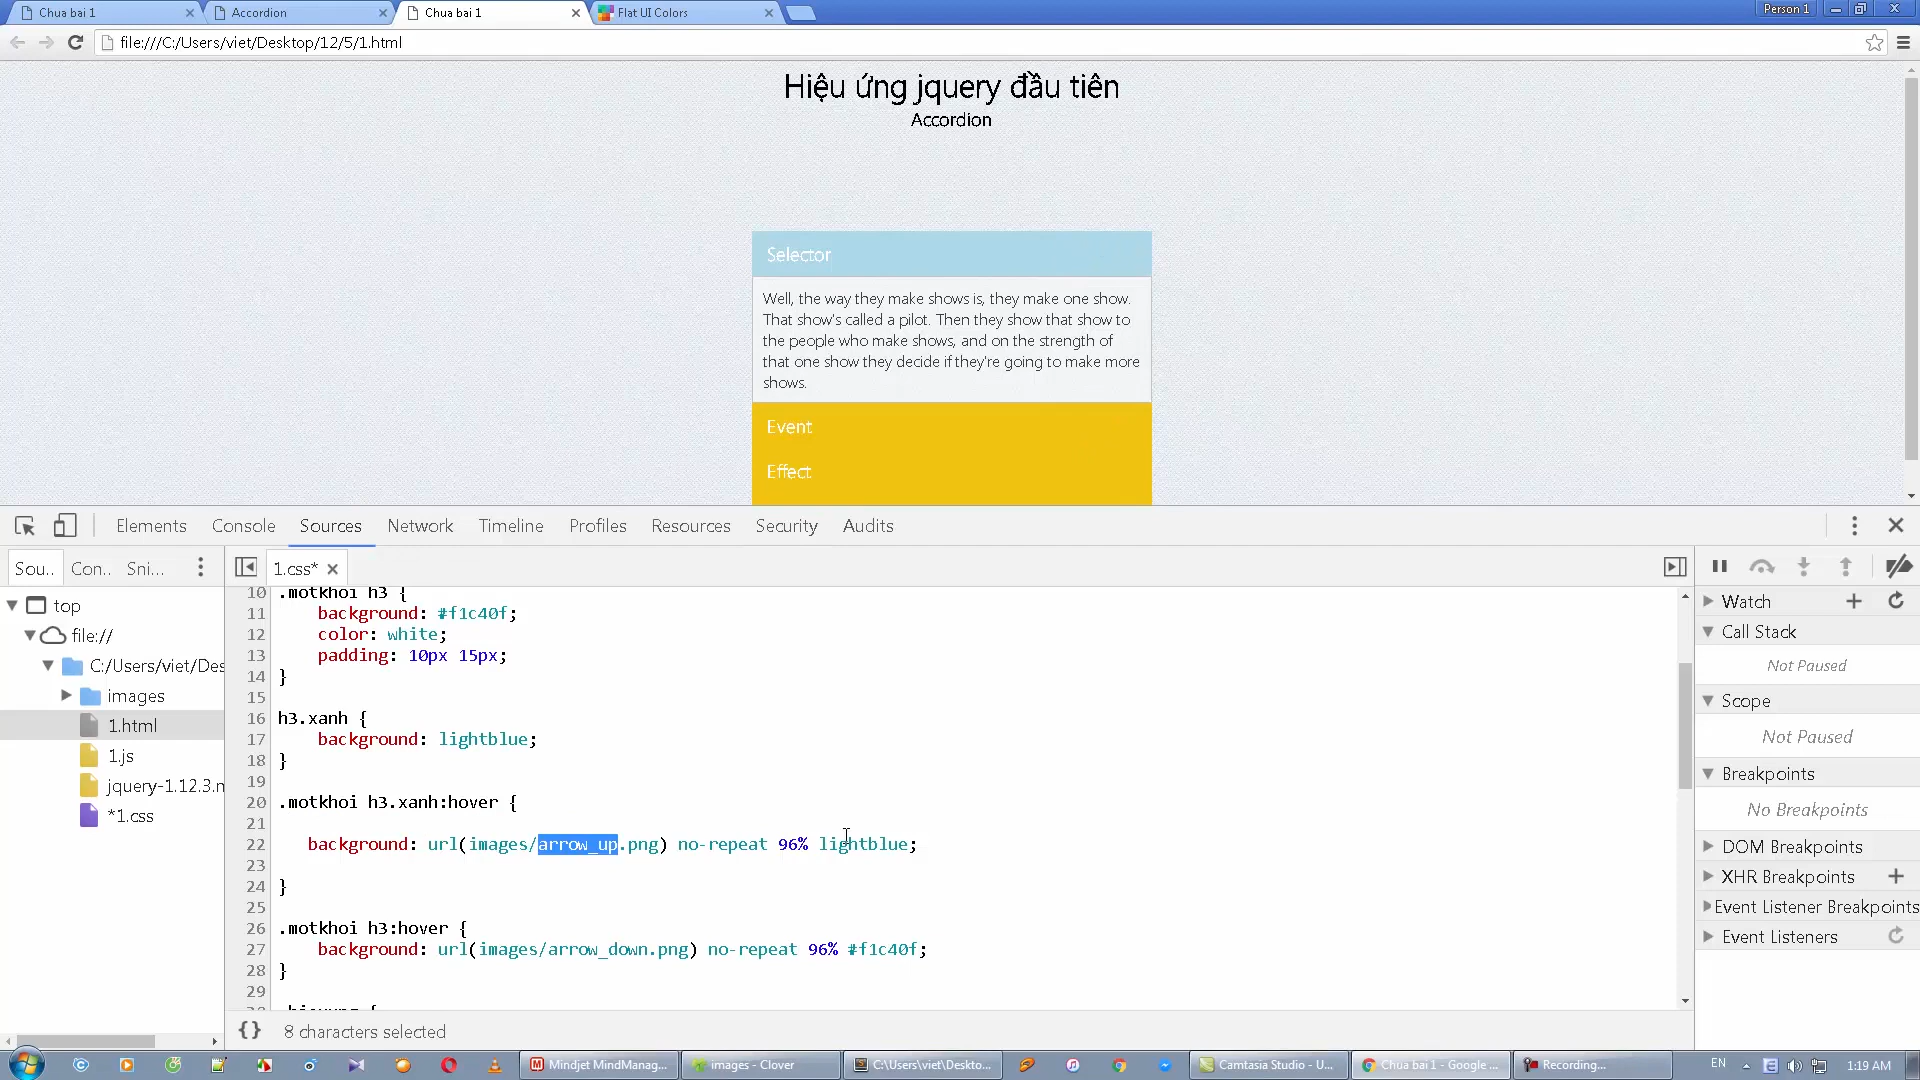 Chua bai 1
Accordion
Chua bai 1
Flat UI Colors
Person 1
file:///C:/Users/viet/Desktop/12/5/1.html
Hiệu ứng jquery đầu tiên
Accordion
Selector
Well, the way they make shows is, they make one show.
That show's called a pilot. Then they show that show to
the people who make shows, and on the strength of
that one show they decide if they're going to make more
shows.
Event
Effect
Elements Console Sources Network Timeline Profiles Resources Security Audits
Sou.. Con.. Sni...
1.css*
top
file://
C:/Users/viet/Des
images
1.html
1.js
jquery-1.12.3.m
*1.css
10 .motkhoi h3 {
11 background: #f1c40f;
12 color: white;
13 padding: 10px 15px;
14 }
15
16 h3.xanh {
17 background: lightblue;
18 }
19
20 .motkhoi h3.xanh:hover {
21
22 background: url(images/arrow_up.png) no-repeat 96% lightblue;
23
24 }
25
26 .motkhoi h3:hover {
27 background: url(images/arrow_down.png) no-repeat 96% #f1c40f;
28 }
29
{} 8 characters selected
Watch
Call Stack
Not Paused
Scope
Not Paused
Breakpoints
No Breakpoints
DOM Breakpoints
XHR Breakpoints
Event Listener Breakpoints
Event Listeners
Mindjet MindManag...
images - Clover
C:\Users\viet\Deskto...
Camtasia Studio - U...
Chua bai 1 - Google ...
Recording...
EN
1:19 AM